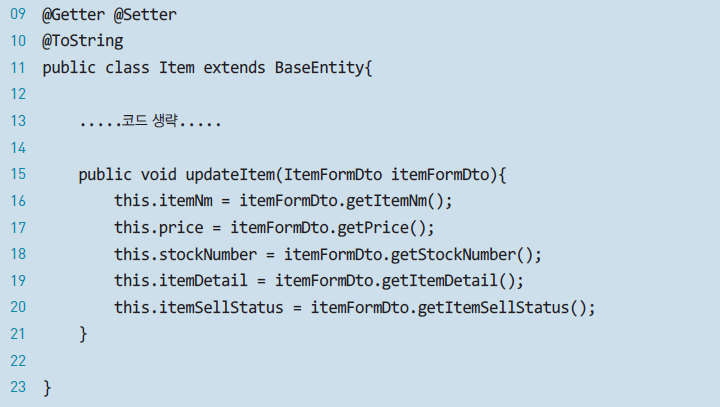 09 @Getter @Setter
10 @ToString
11 public class Item extends BaseEntity{
12
13     .....코드 생략.....
14
15     public void updateItem(ItemFormDto itemFormDto){
16         this.itemNm = itemFormDto.getItemNm();
17         this.price = itemFormDto.getPrice();
18         this.stockNumber = itemFormDto.getStockNumber();
19         this.itemDetail = itemFormDto.getItemDetail();
20         this.itemSellStatus = itemFormDto.getItemSellStatus();
21     }
22
23 }